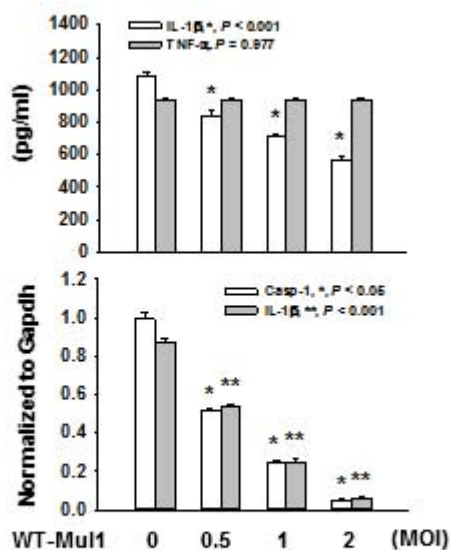 1400
IL-1β, *, P < 0.001
TNF-α, P = 0.977
1200
1000
800
600
400
200
0
(pg/ml)
* * *
1.2
Casp-1, *, P < 0.05
IL-1β, **, P < 0.001
1.0
0.8
0.6
0.4
0.2
0.0
Normalized to Gapdh
* **
* **
* **
WT-Mul1 0 0.5 1 2 (MOI)